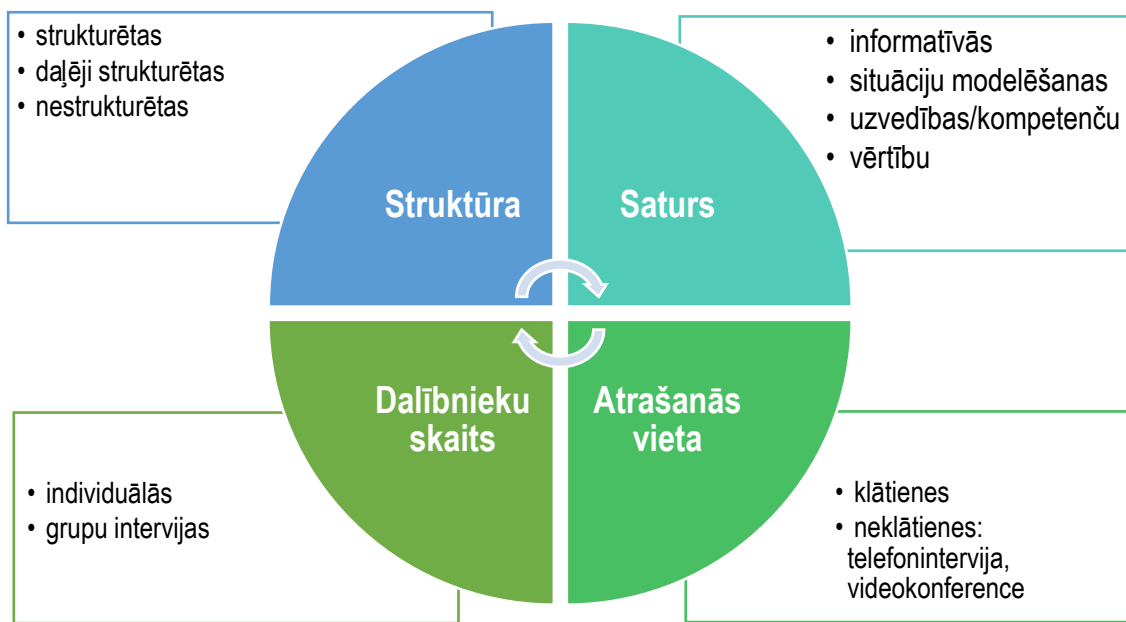 • strukturētas
• daļēji strukturētas
• nestrukturētas
• informatīvās
• situāciju modelēšanas
• uzvedības/kompetenču
• vērtību
Struktūra
Saturs
Dalībnieku
skaits
Atrašanās
vieta
• individuālās
• grupu intervijas
• klātienes
• neklātienes:
telefonintervija,
videokonference